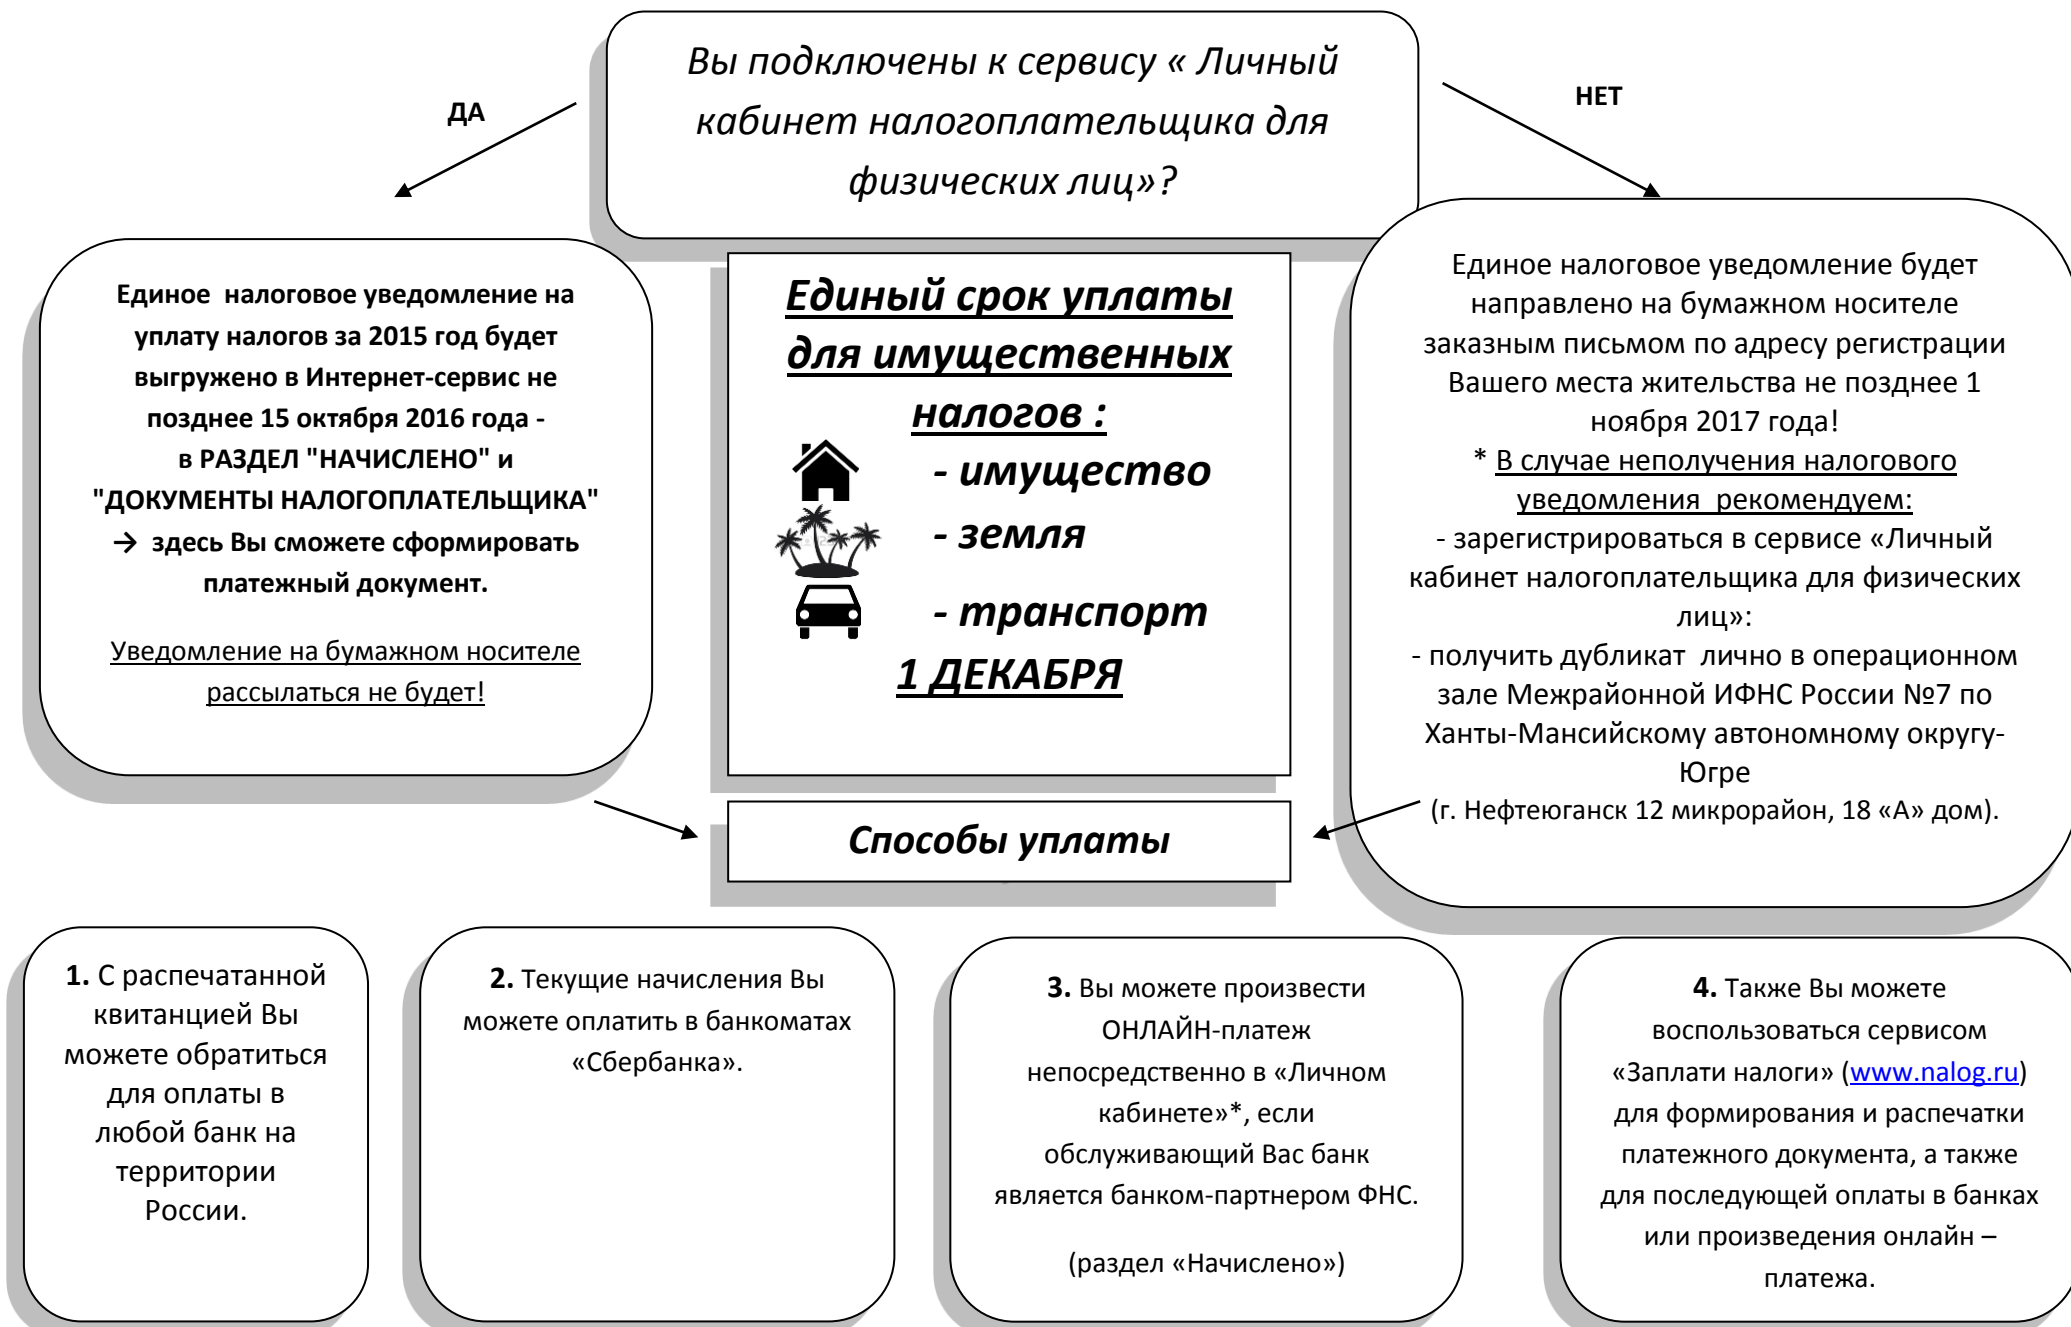 Вы подключены к сервису « Личный
кабинет налогоплательщика для
физических лиц»?
ДА
НЕТ
Единое налоговое уведомление на
уплату налогов за 2015 год будет
выгружено в Интернет-сервис не
позднее 15 октября 2016 года -
в РАЗДЕЛ "НАЧИСЛЕНО" и
"ДОКУМЕНТЫ НАЛОГОПЛАТЕЛЬЩИКА"
→ здесь Вы сможете сформировать
платежный документ.
Уведомление на бумажном носителе
рассылаться не будет!
Единый срок уплаты
для имущественных
налогов :
- имущество
- земля
- транспорт
1 ДЕКАБРЯ
Единое налоговое уведомление будет
направлено на бумажном носителе
заказным письмом по адресу регистрации
Вашего места жительства не позднее 1
ноября 2017 года!
* В случае неполучения налогового
уведомления рекомендуем:
- зарегистрироваться в сервисе «Личный
кабинет налогоплательщика для физических
лиц»:
- получить дубликат лично в операционном
зале Межрайонной ИФНС России №7 по
Ханты-Мансийскому автономному округу-
Югре
(г. Нефтеюганск 12 микрорайон, 18 «А» дом).
Способы уплаты
1. С распечатанной
квитанцией Вы
можете обратиться
для оплаты в
любой банк на
территории
России.
2. Текущие начисления Вы
можете оплатить в банкоматах
«Сбербанка».
3. Вы можете произвести
ОНЛАЙН-платеж
непосредственно в «Личном
кабинете»*, если
обслуживающий Вас банк
является банком-партнером ФНС.
(раздел «Начислено»)
4. Также Вы можете
воспользоваться сервисом
«Заплати налоги» (www.nalog.ru)
для формирования и распечатки
платежного документа, а также
для последующей оплаты в банках
или произведения онлайн –
платежа.